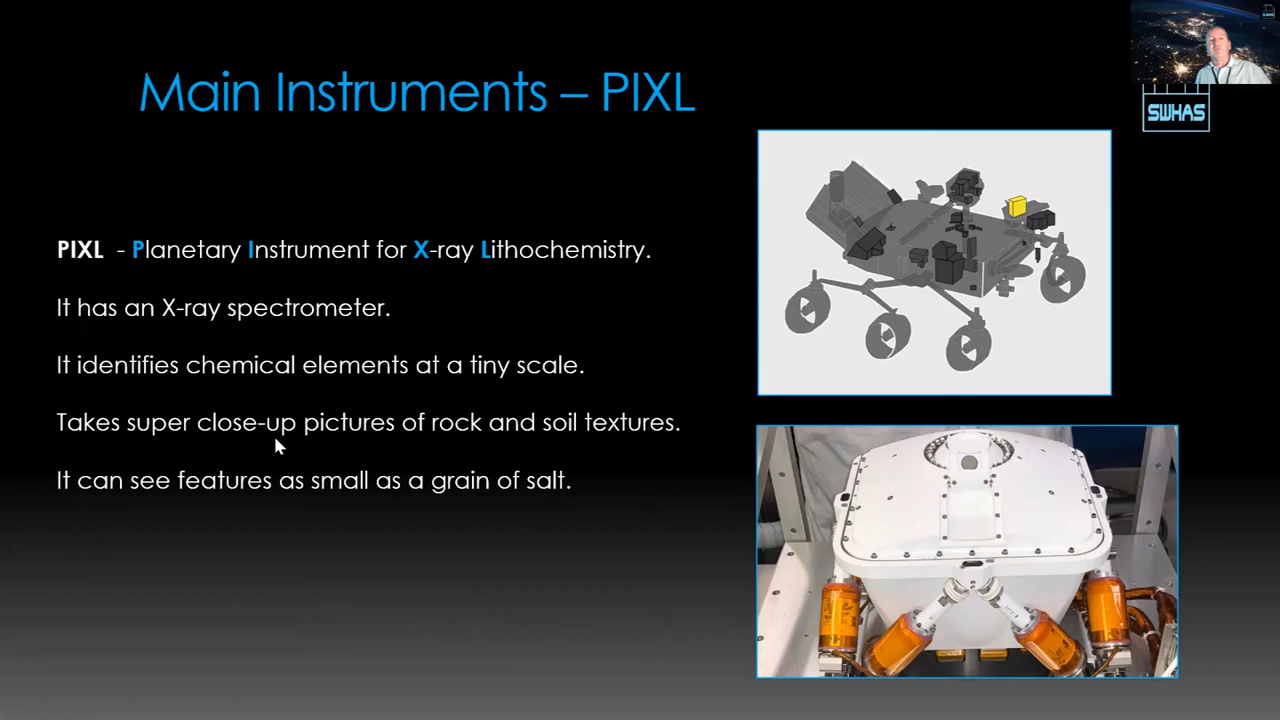 Main Instruments – PIXL
SWHAS
PIXL - Planetary Instrument for X-ray Lithochemistry.
It has an X-ray spectrometer.
It identifies chemical elements at a tiny scale.
Takes super close-up pictures of rock and soil textures.
It can see features as small as a grain of salt.